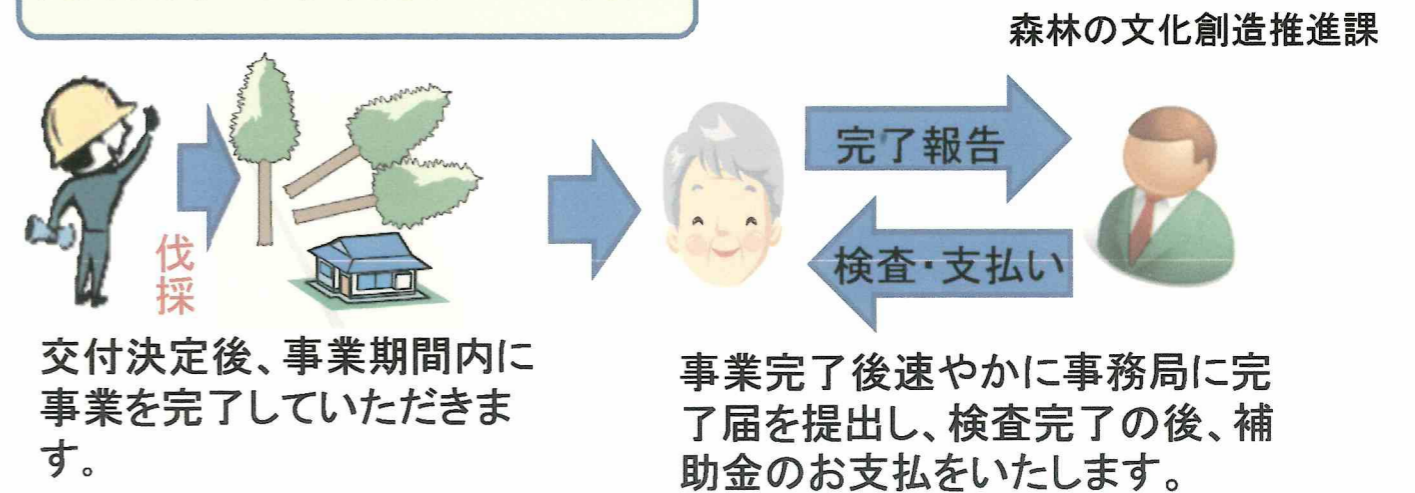 森林の文化創造推進課
伐
採
完了報告
検査・支払い
交付決定後、事業期間内に
事業を完了していただきま
す。
事業完了後速やかに事務局に完
了届を提出し、検査完了の後、補
助金のお支払をいたします。